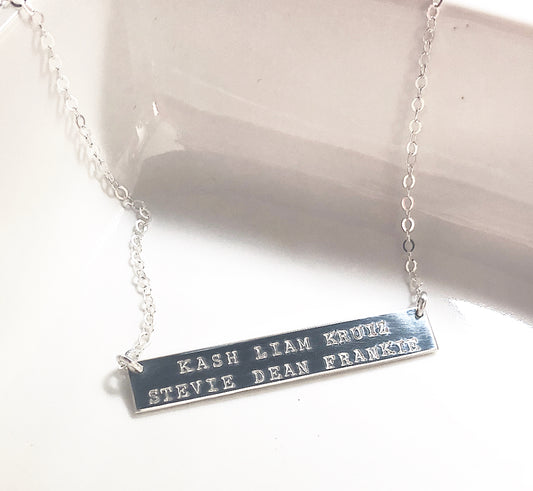 KASH LIAM KRUIZ
STEVIE DEAN FRANKIE